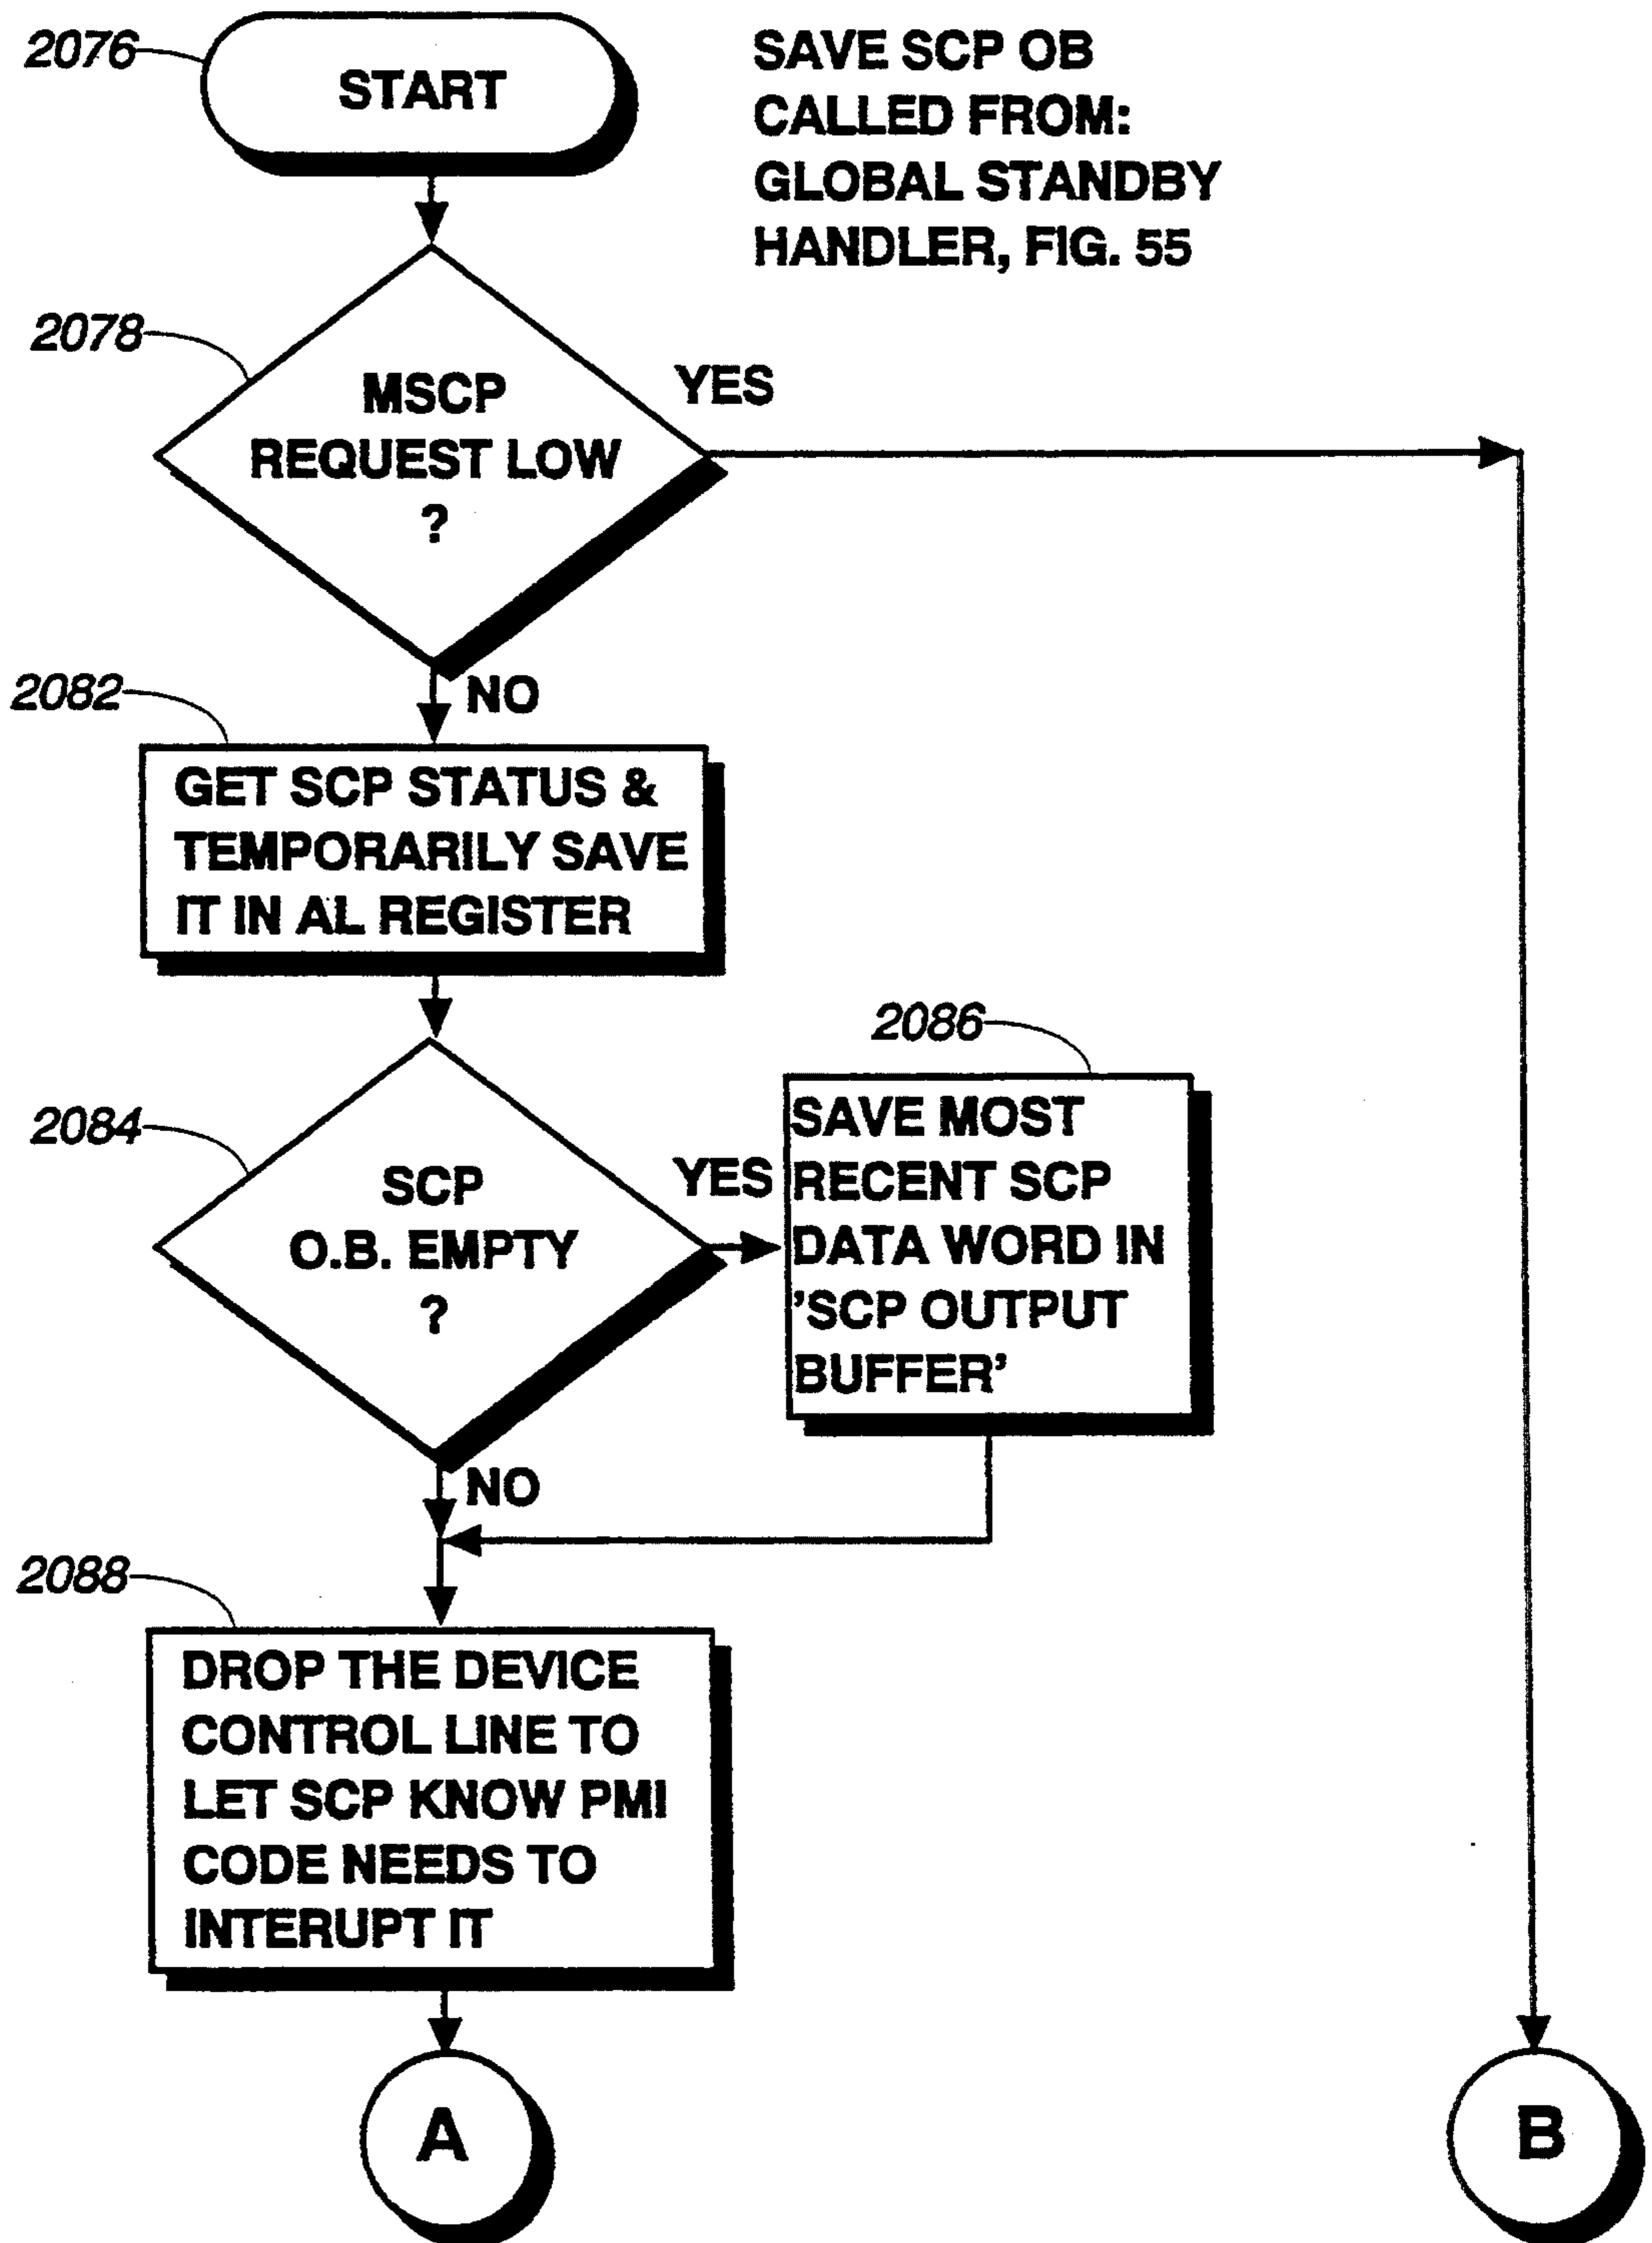 2076
START
SAVE SCP OB
CALLED FROM:
GLOBAL STANDBY
HANDLER, FIG. 55
2078
MSCP
REQUEST LOW
?
YES
NO
2082
GET SCP STATUS &
TEMPORARILY SAVE
IT IN AL REGISTER
2084
SCP
O.B. EMPTY
?
YES
2086
SAVE MOST
RECENT SCP
DATA WORD IN
'SCP OUTPUT
BUFFER'
NO
2088
DROP THE DEVICE
CONTROL LINE TO
LET SCP KNOW PMI
CODE NEEDS TO
INTERUPT IT
A
B